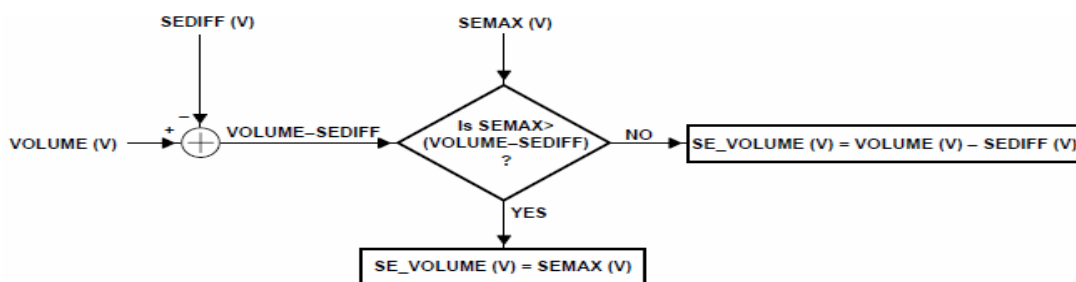 SEDIFF (V)
SEMAX (V)
–
+
VOLUME (V)
VOLUME–SEDIFF
Is SEMAX>
(VOLUME–SEDIFF)
?
NO
SE_VOLUME (V) = VOLUME (V) – SEDIFF (V)
YES
SE_VOLUME (V) = SEMAX (V)